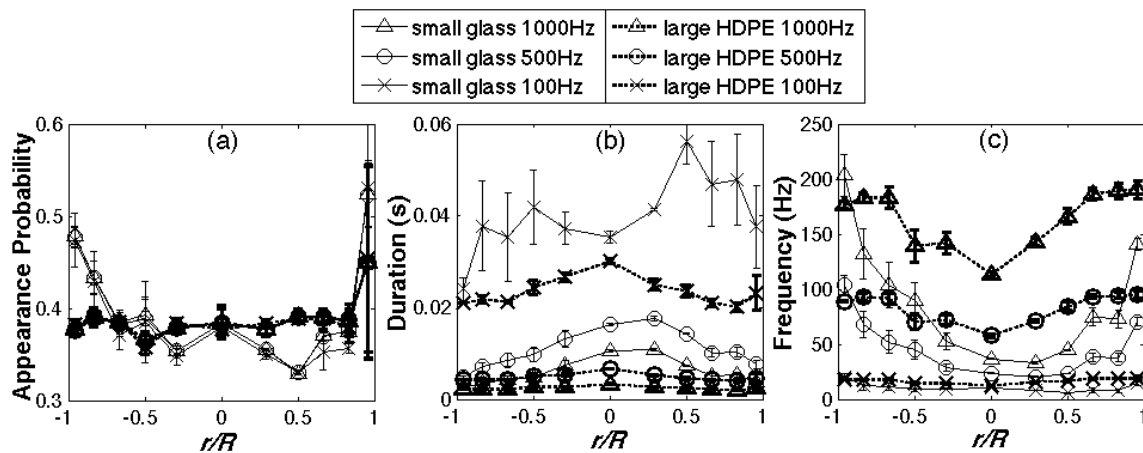 small glass 1000Hz large HDPE 1000Hz
small glass 500Hz large HDPE 500Hz
small glass 100Hz large HDPE 100Hz
(a)
Appearance Probability
0.6
0.5
0.4
0.3
-1 -0.5 0 0.5 1
r/R
(b)
Duration (s)
0.06
0.04
0.02
0
-1 -0.5 0 0.5 1
r/R
(c)
Frequency (Hz)
250
200
150
100
50
0
-1 -0.5 0 0.5 1
r/R